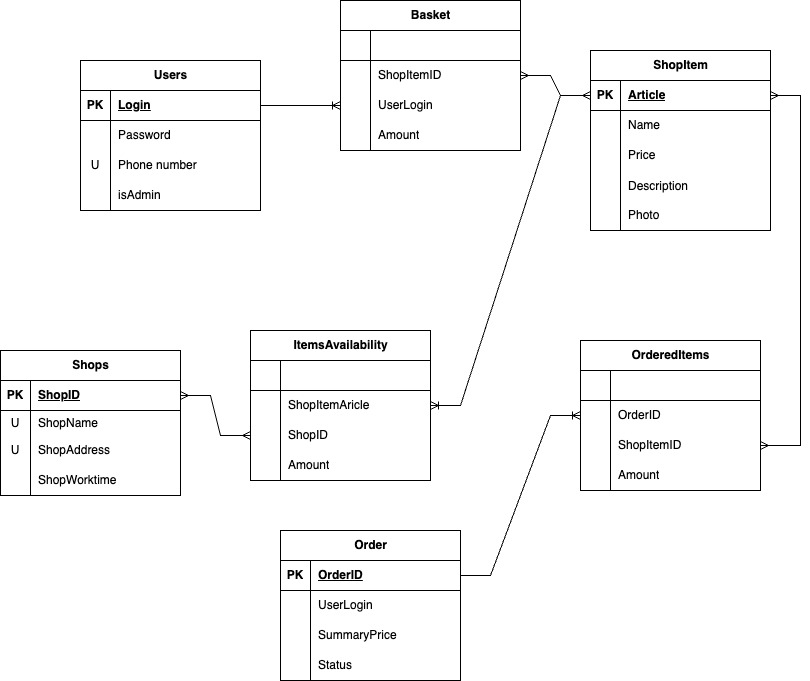 Basket
ShopItemID
UserLogin
Amount
Users
PK Login
Password
U Phone number
isAdmin
ShopItem
PK Article
Name
Price
Description
Photo
ItemsAvailability
ShopItemAricle
ShopID
Amount
Shops
PK ShopID
U ShopName
U ShopAddress
ShopWorktime
OrderedItems
OrderID
ShopItemID
Amount
Order
PK OrderID
UserLogin
SummaryPrice
Status